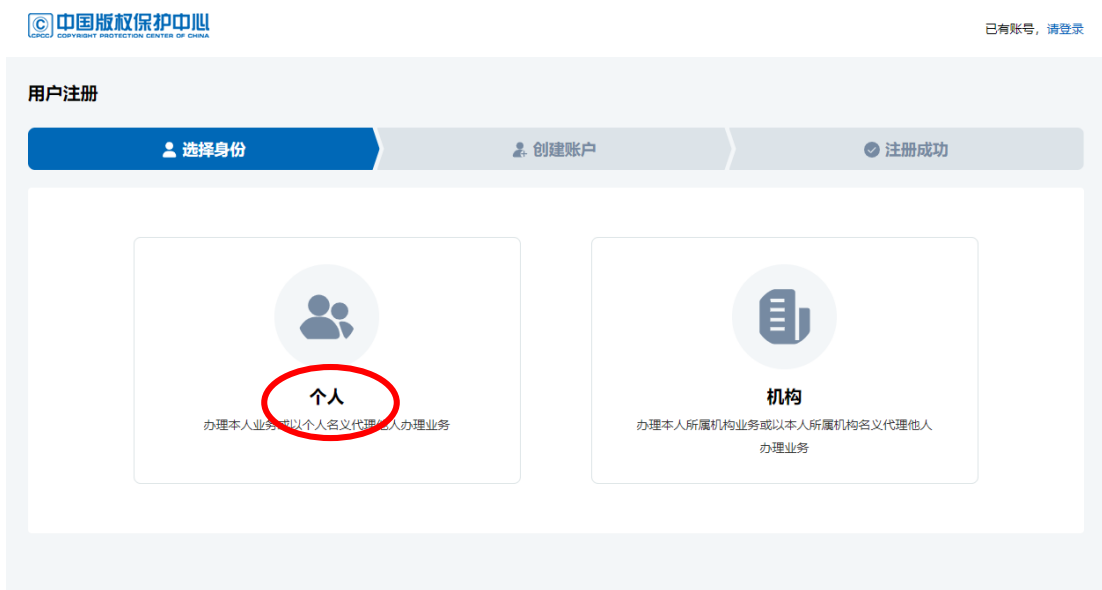 中国版权保护中心
CPCC COPYRIGHT PROTECTION CENTER OF CHINA
已有账号，请登录
用户注册
选择身份
创建账户
注册成功
个人
办理本人业务或以个人名义代理他人办理业务
机构
办理本人所属机构业务或以本人所属机构名义代理他人
办理业务